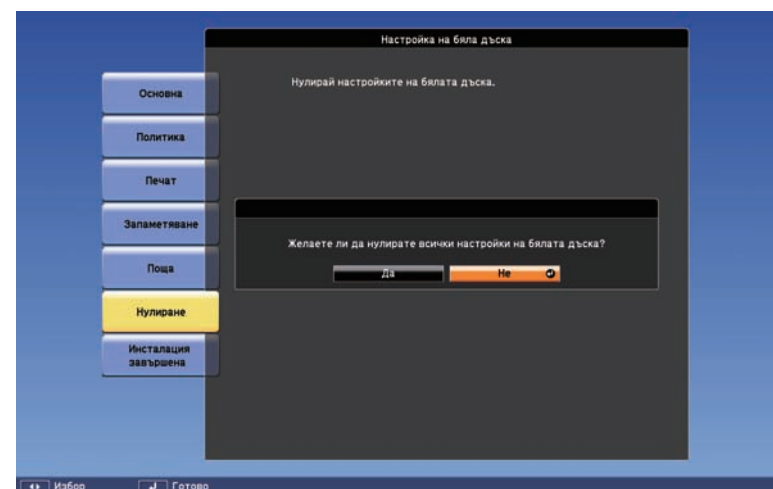 Настройка на бяла дъска
Нулирай настройките на бялата дъска.
Основна
Политика
Печат
Запаметяване
Поща
Нулиране
Инсталация
завършена
Желаете ли да нулирате всички настройки на бялата дъска?
Да
Не
Избор
Готово